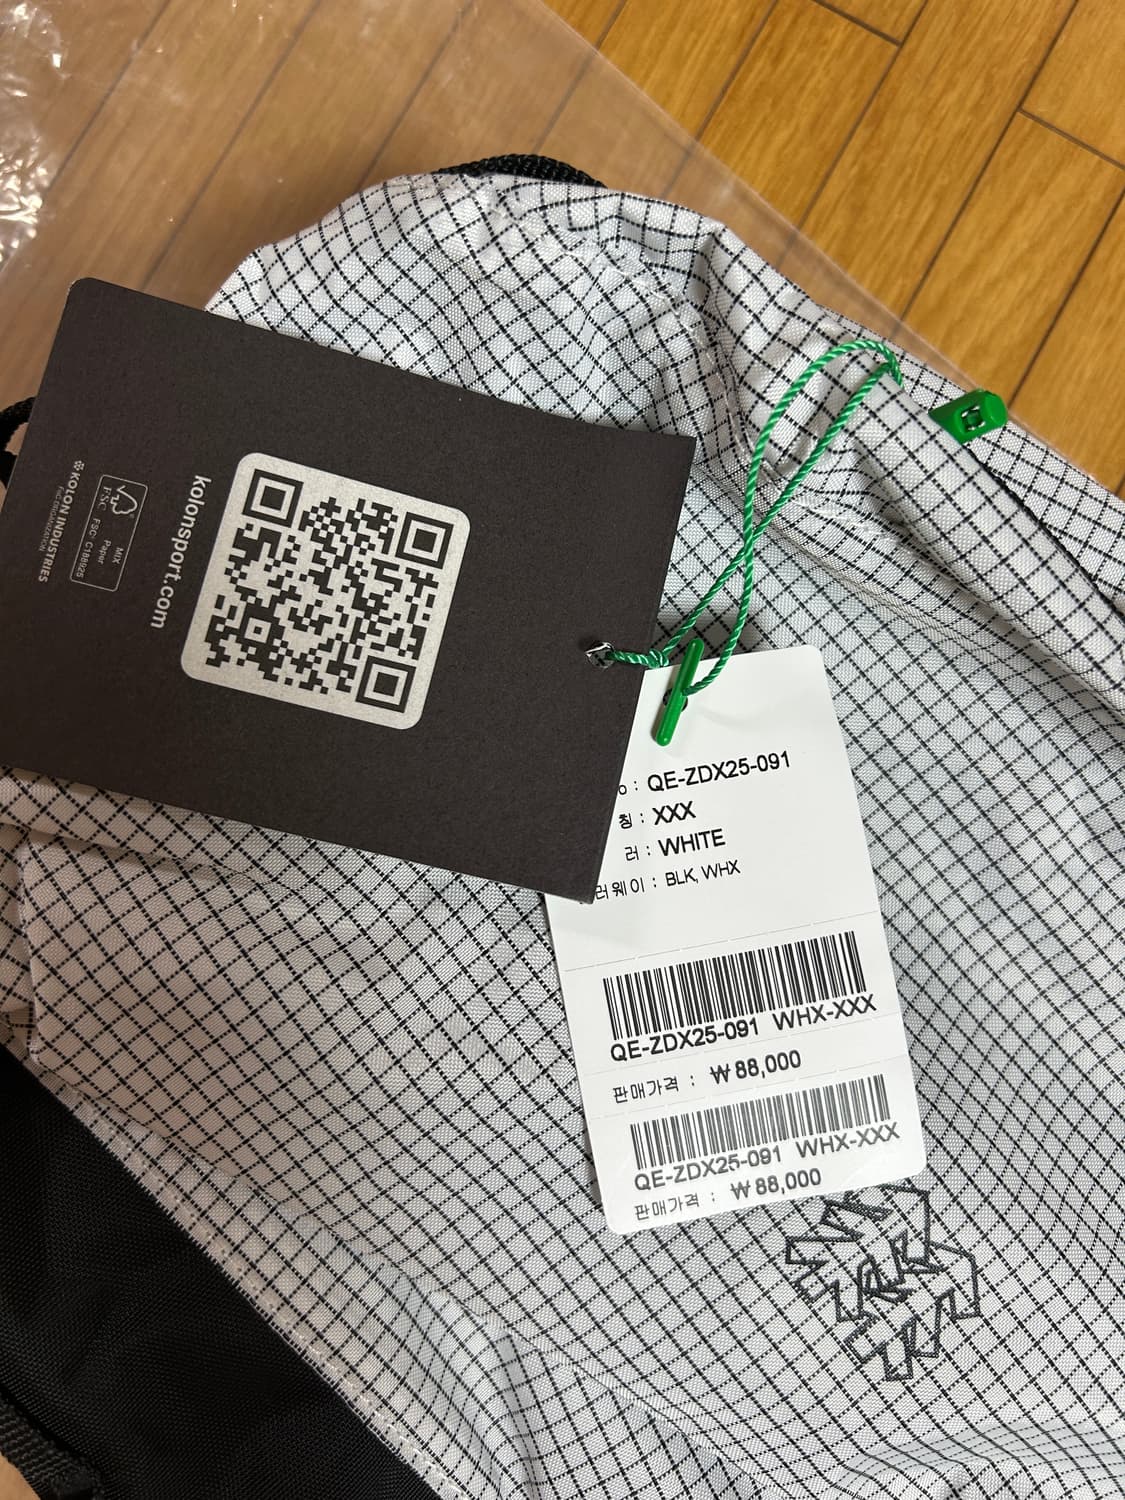 kolonsport.com
FSC
MIX
Paper
FSC® C188925
KOLON INDUSTRIES
: QE-ZDX25-091
칭 : XXX
러 : WHITE
러웨이 : BLK, WHX
QE-ZDX25-091 WHX-XXX
판매가격 : ₩ 88,000
QE-ZDX25-091 WHX-XXX
판매가격 : ₩ 88,000